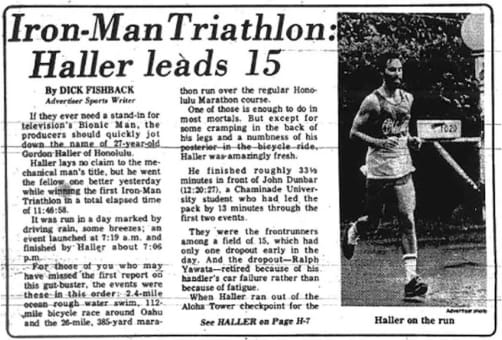 Iron-Man Triathlon:
Haller leads 15
By DICK FISHBACK
Advertiser Sports Writer
If they ever need a stand-in for
television's Bionic Man, the
producers should quickly jot
down the name of 27-year-old
Gordon Haller of Honolulu.
Haller lays no claim to the me-
chanical man's title, but he went
the fellow one better yesterday
while winning the first Iron-Man
Triathlon in a total elapsed time
of 11:46:58.
It was run in a day marked by
driving rain, some breezes; an
event launched at 7:19 a.m. and
finished by Haller about 7:06
p.m.
For those of you who may
have missed the first report on
this gut-buster, the events were
these in this order: 2.4-mile
ocean rough water swim, 112-
mile bicycle race around Oahu
and the 26-mile, 385-yard mara-
thon run over the regular Hono-
lulu Marathon course.
One of those is enough to do in
most mortals. But except for
some cramping in the back of
his legs and a numbness of his
posterior in the bicycle ride,
Haller was amazingly fresh.
He finished roughly 33½
minutes in front of John Dunbar
(12:20:27), a Chaminade Univer-
sity student who had led the
pack by 13 minutes through the
first two events.
They were the frontrunners
among a field of 15, which had
only one dropout early in the
day. And the dropout—Ralph
Yawata—retired because of his
handler's car failure rather than
because of fatigue.
When Haller ran out of the
Aloha Tower checkpoint for the
See HALLER on Page H-7
1020
Advertiser photo
Haller on the run